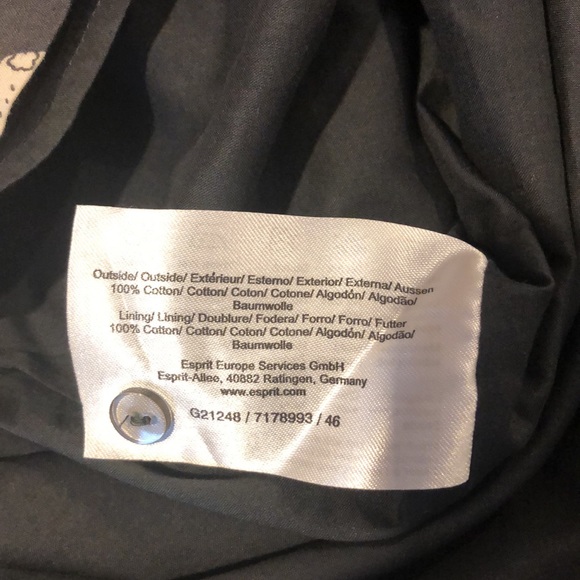 Outside/ Outside/ Extérieur/ Esterno/ Exterior/ Externa/ Aussen
100% Cotton/ Cotton/ Coton/ Cotone/ Algodón/ Algodão/
Baumwolle
Lining/ Lining/ Doublure/ Fodera/ Forro/ Forro/ Futter
100% Cotton/ Cotton/ Coton/ Cotone/ Algodón/ Algodão/
Baumwolle
Esprit Europe Services GmbH
Esprit-Allee, 40882 Ratingen, Germany
www.esprit.com
G21248 / 7178993 / 46